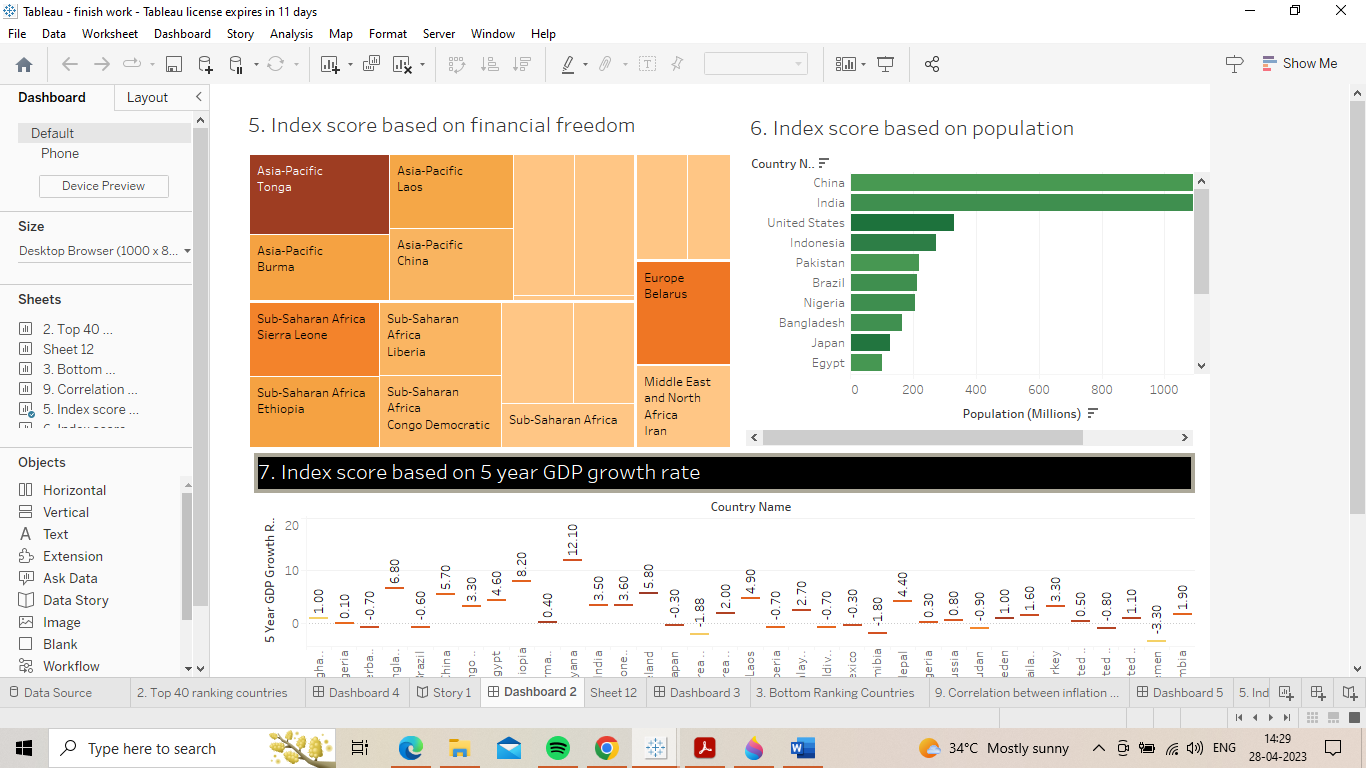 Tableau - finish work - Tableau license expires in 11 days
File Data Worksheet Dashboard Story Analysis Map Format Server Window Help
Show Me
Dashboard Layout
Default
Phone
Device Preview
Size
Desktop Browser (1000 x 8...
Sheets
2. Top 40 ...
Sheet 12
3. Bottom ...
9. Correlation ...
5. Index score ...
6. Index score
Objects
Horizontal
Vertical
Text
Extension
Ask Data
Data Story
Image
Blank
Workflow
5. Index score based on financial freedom
Asia-Pacific
Tonga
Asia-Pacific
Laos
Asia-Pacific
Burma
Asia-Pacific
China
Sub-Saharan Africa
Sierra Leone
Sub-Saharan
Africa
Liberia
Sub-Saharan Africa
Ethiopia
Sub-Saharan
Africa
Congo Democratic
Sub-Saharan Africa
Europe
Belarus
Middle East
and North
Africa
Iran
6. Index score based on population
Country N..
China
India
United States
Indonesia
Pakistan
Brazil
Nigeria
Bangladesh
Japan
Egypt
0 200 400 600 800 1000
Population (Millions)
7. Index score based on 5 year GDP growth rate
Country Name
5 Year GDP Growth R..
20
10
0
1.00 0.10 -0.70 6.80 -0.60 5.70 3.30 4.60 8.20 0.40 12.10 3.50 3.60 5.80 -0.30 -1.88 2.00 4.90 -0.70 2.70 -0.70 -0.30 -1.80 4.40 0.30 0.80 -0.90 1.00 1.60 3.30 0.50 -0.80 1.10 -3.30 1.90
Data Source 2. Top 40 ranking countries Dashboard 4 Story 1 Dashboard 2 Sheet 12 Dashboard 3 3. Bottom Ranking Countries 9. Correlation between inflation ... Dashboard 5 5. Ind
Type here to search
34°C Mostly sunny
ENG
14:29
28-04-2023